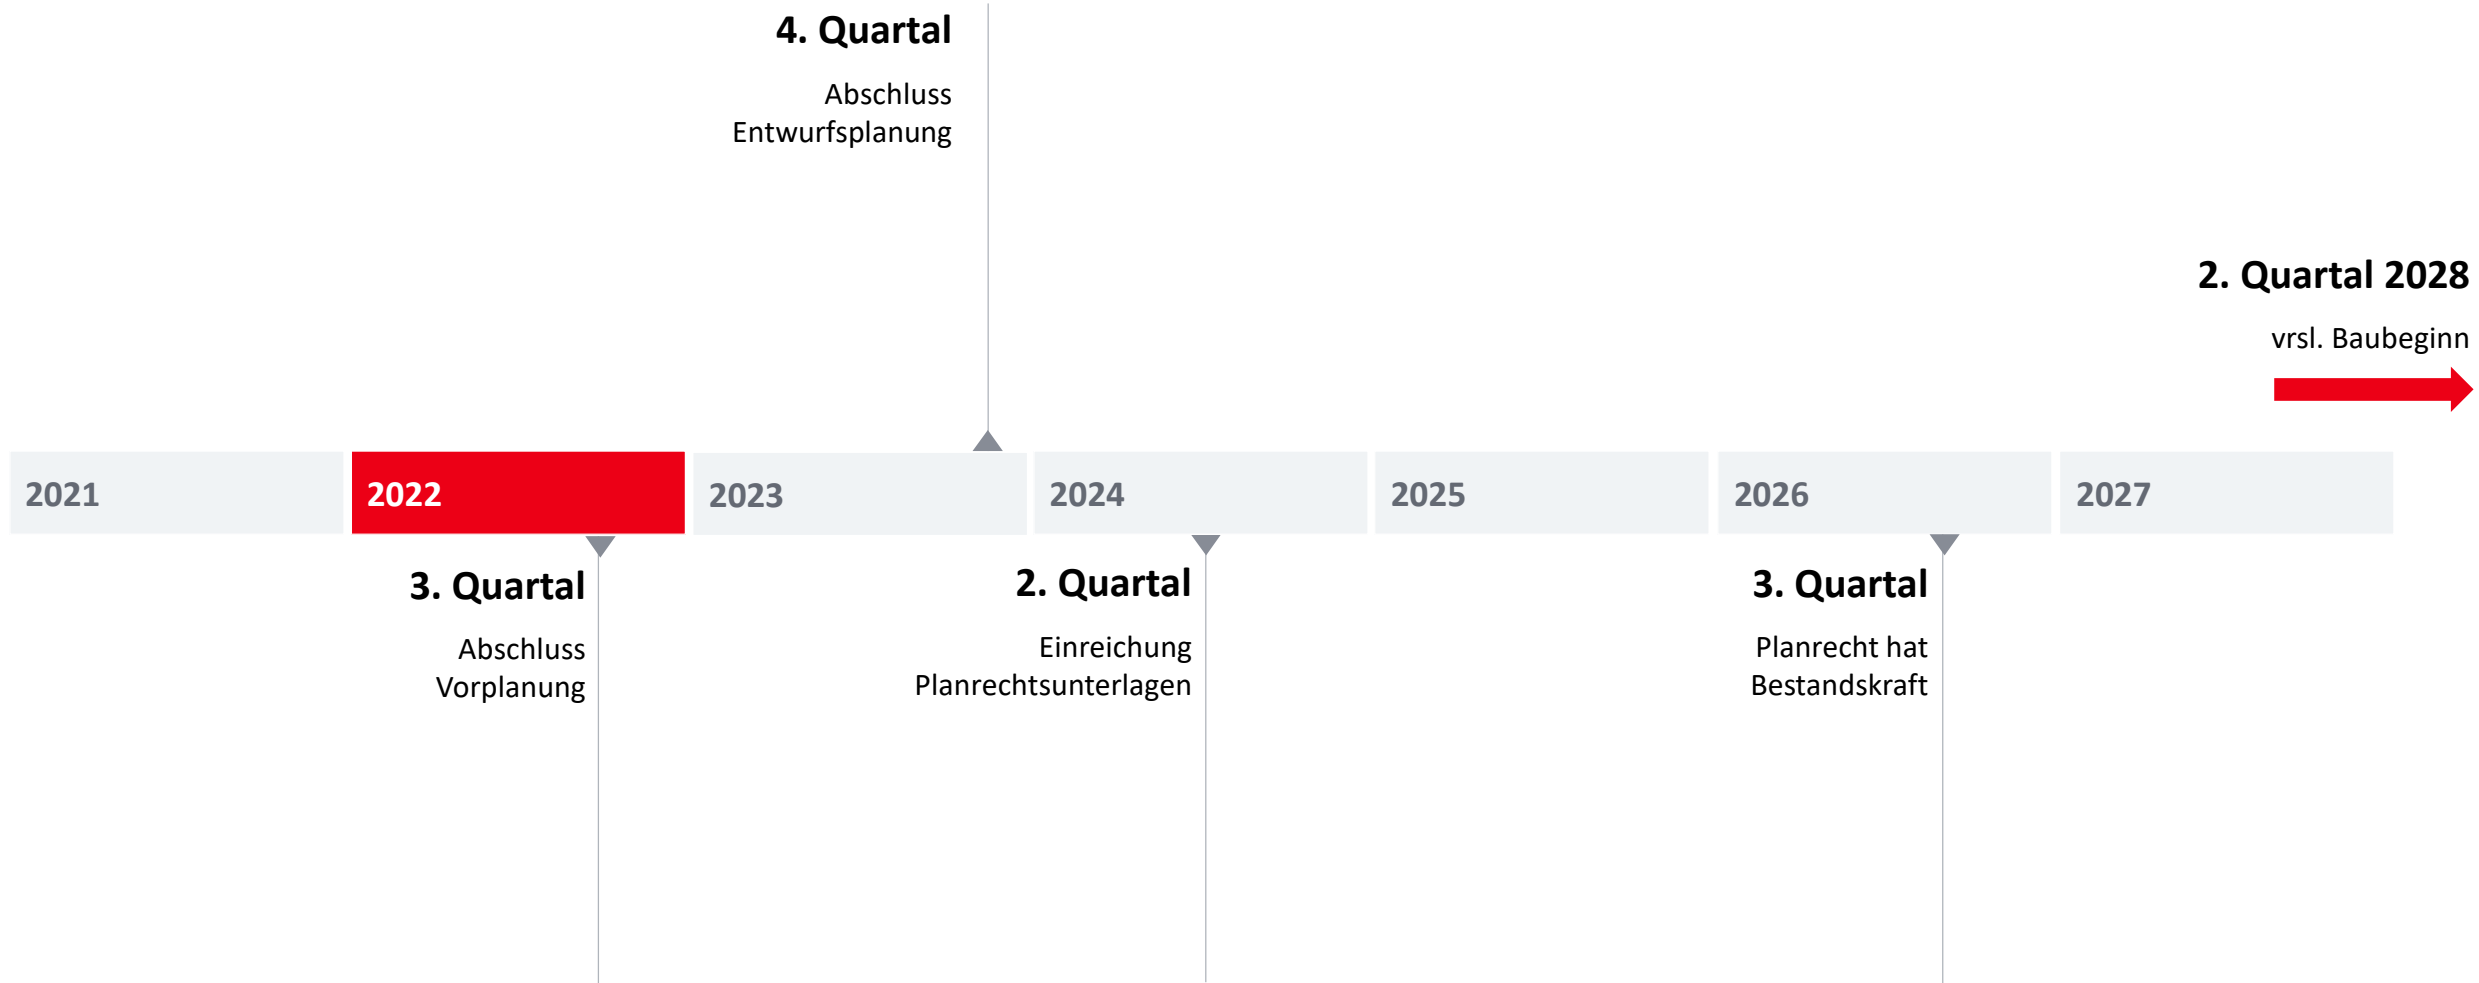 4. Quartal
Abschluss
Entwurfsplanung
2. Quartal 2028
vrsl. Baubeginn
2021
2022
2023
2024
2025
2026
2027
3. Quartal
Abschluss
Vorplanung
2. Quartal
Einreichung
Planrechtsunterlagen
3. Quartal
Planrecht hat
Bestandskraft